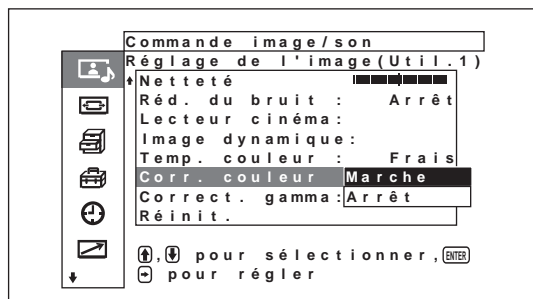 Commande image/son
Réglage de l'image(Util.1)
Netteté
Réd. du bruit : Arrêt
Lecteur cinéma:
Image dynamique:
Temp. couleur : Frais
Corr. couleur Marche
Correct. gamma:Arrêt
Réinit.
, pour sélectionner, ENTER
pour régler